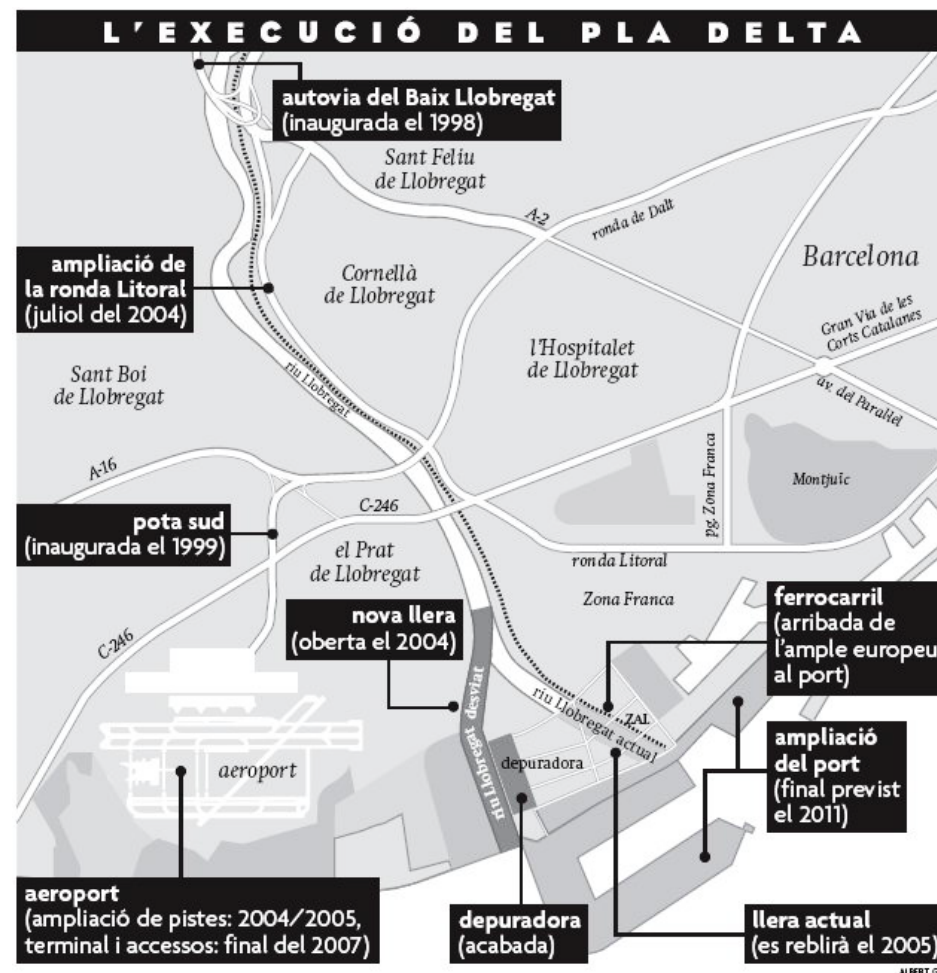 L'EXECUCIÓ DEL PLA DELTA
autovia del Baix Llobregat
(inaugurada el 1998)
Sant Feliu
de Llobregat
A-2
ronda de Dalt
Barcelona
ampliació de
la ronda Litoral
(juliol del 2004)
Cornellà
de Llobregat
Gran Via de les
Corts Catalanes
l'Hospitalet
de Llobregat
Sant Boi
de Llobregat
riu Llobregat
av. del Paral·lel
A-16
pg. Zona Franca
Montjuïc
C-246
pota sud
(inaugurada el 1999)
el Prat
de Llobregat
ronda Litoral
Zona Franca
nova llera
(oberta el 2004)
ferrocarril
(arribada de
l'ample europeu
al port)
C-246
riu Llobregat desviat
riu Llobregat actual
ZAL
ampliació
del port
(final previst
el 2011)
aeroport
depuradora
aeroport
(ampliació de pistes: 2004/2005,
terminal i accessos: final del 2007)
depuradora
(acabada)
llera actual
(es reblirà el 2005)
ALBERT